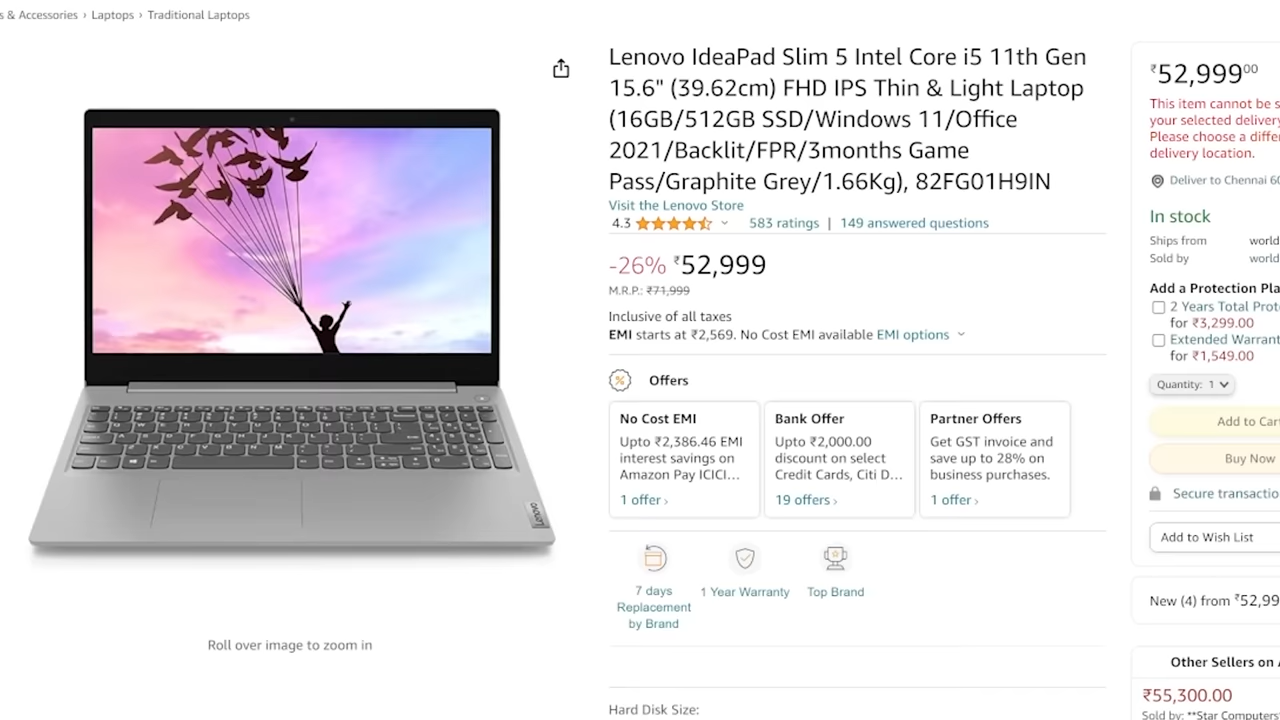 s & Accessories › Laptops › Traditional Laptops
Lenovo IdeaPad Slim 5 Intel Core i5 11th Gen
15.6" (39.62cm) FHD IPS Thin & Light Laptop
(16GB/512GB SSD/Windows 11/Office
2021/Backlit/FPR/3months Game
Pass/Graphite Grey/1.66Kg), 82FG01H9IN
Visit the Lenovo Store
4.3 583 ratings | 149 answered questions
-26% ₹52,999
M.R.P.: ₹71,999
Inclusive of all taxes
EMI starts at ₹2,569. No Cost EMI available EMI options
Offers
No Cost EMI
Upto ₹2,386.46 EMI
interest savings on
Amazon Pay ICICI...
1 offer ›
Bank Offer
Upto ₹2,000.00
discount on select
Credit Cards, Citi D...
19 offers ›
Partner Offers
Get GST invoice and
save up to 28% on
business purchases.
1 offer ›
7 days
Replacement
by Brand
1 Year Warranty
Top Brand
Hard Disk Size:
Lenovo
Roll over image to zoom in
₹52,99900
This item cannot be s
your selected delivery
Please choose a diffe
delivery location.
Deliver to Chennai 60
In stock
Ships from world
Sold by world
Add a Protection Pla
2 Years Total Prot
for ₹3,299.00
Extended Warrant
for ₹1,549.00
Quantity: 1
Add to Cart
Buy Now
Secure transactio
Add to Wish List
New (4) from ₹52,99
Other Sellers on A
₹55,300.00
Sold by: **Star Computers*